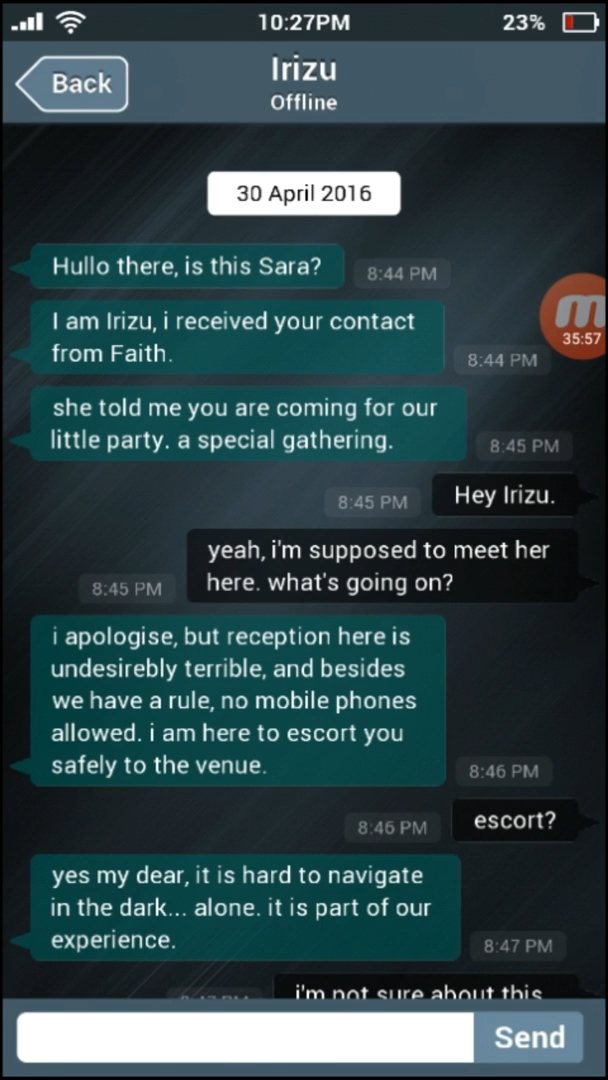 10:27PM 23%
Back
Irizu
Offline
30 April 2016
Hullo there, is this Sara? 8:44 PM
I am Irizu, i received your contact
from Faith. 8:44 PM
35:57
she told me you are coming for our
little party. a special gathering. 8:45 PM
8:45 PM Hey Irizu.
yeah, i'm supposed to meet her
8:45 PM here. what's going on?
i apologise, but reception here is
undesirebly terrible, and besides
we have a rule, no mobile phones
allowed. i am here to escort you
safely to the venue. 8:46 PM
8:46 PM escort?
yes my dear, it is hard to navigate
in the dark... alone. it is part of our
experience. 8:47 PM
i'm not sure about this
Send